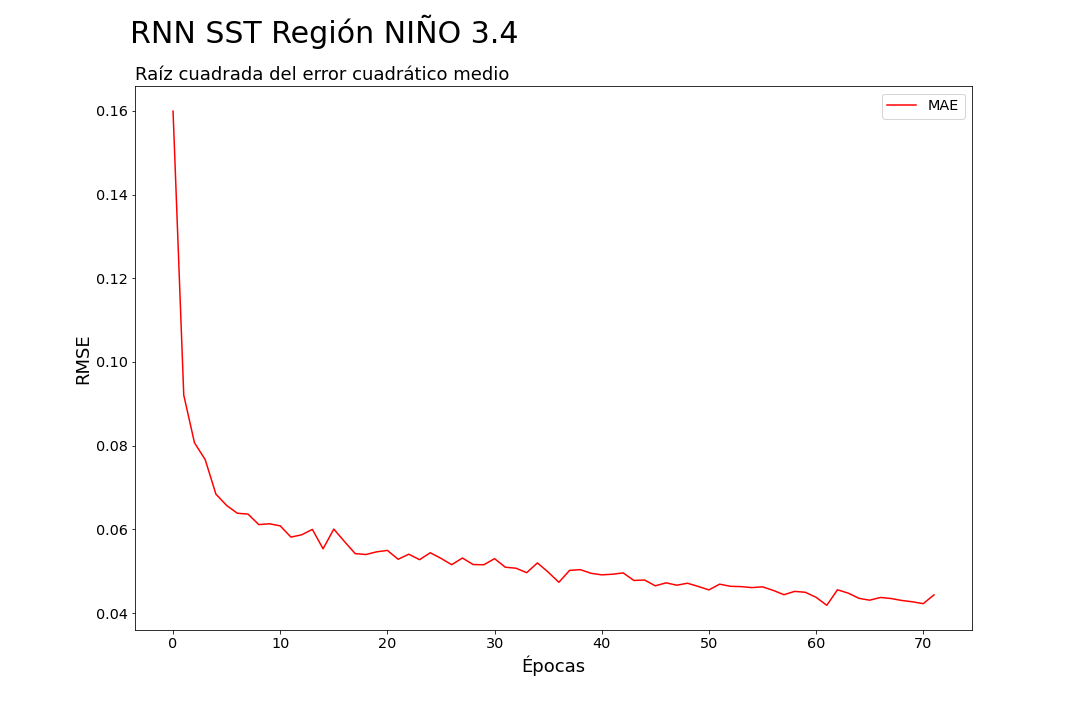 RNN SST Región NIÑO 3.4
Raíz cuadrada del error cuadrático medio
MAE
RMSE
0.16
0.14
0.12
0.10
0.08
0.06
0.04
0 10 20 30 40 50 60 70
Épocas